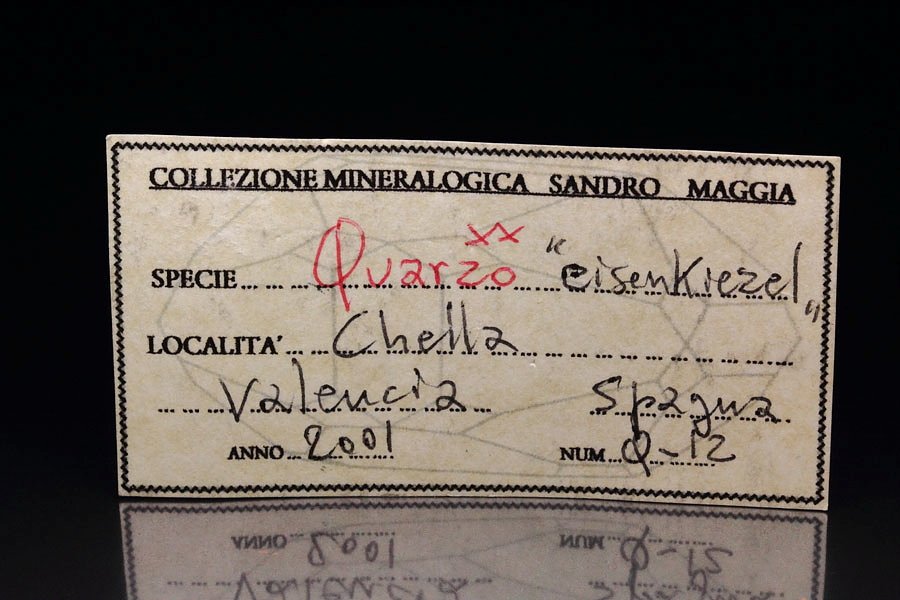 COLLEZIONE MINERALOGICA SANDRO MAGGIA
SPECIE... Quarzo xx "eisenkiezel"
LOCALITA'... Chella
Valencia Spagna
ANNO... 2001 NUM... Q-12